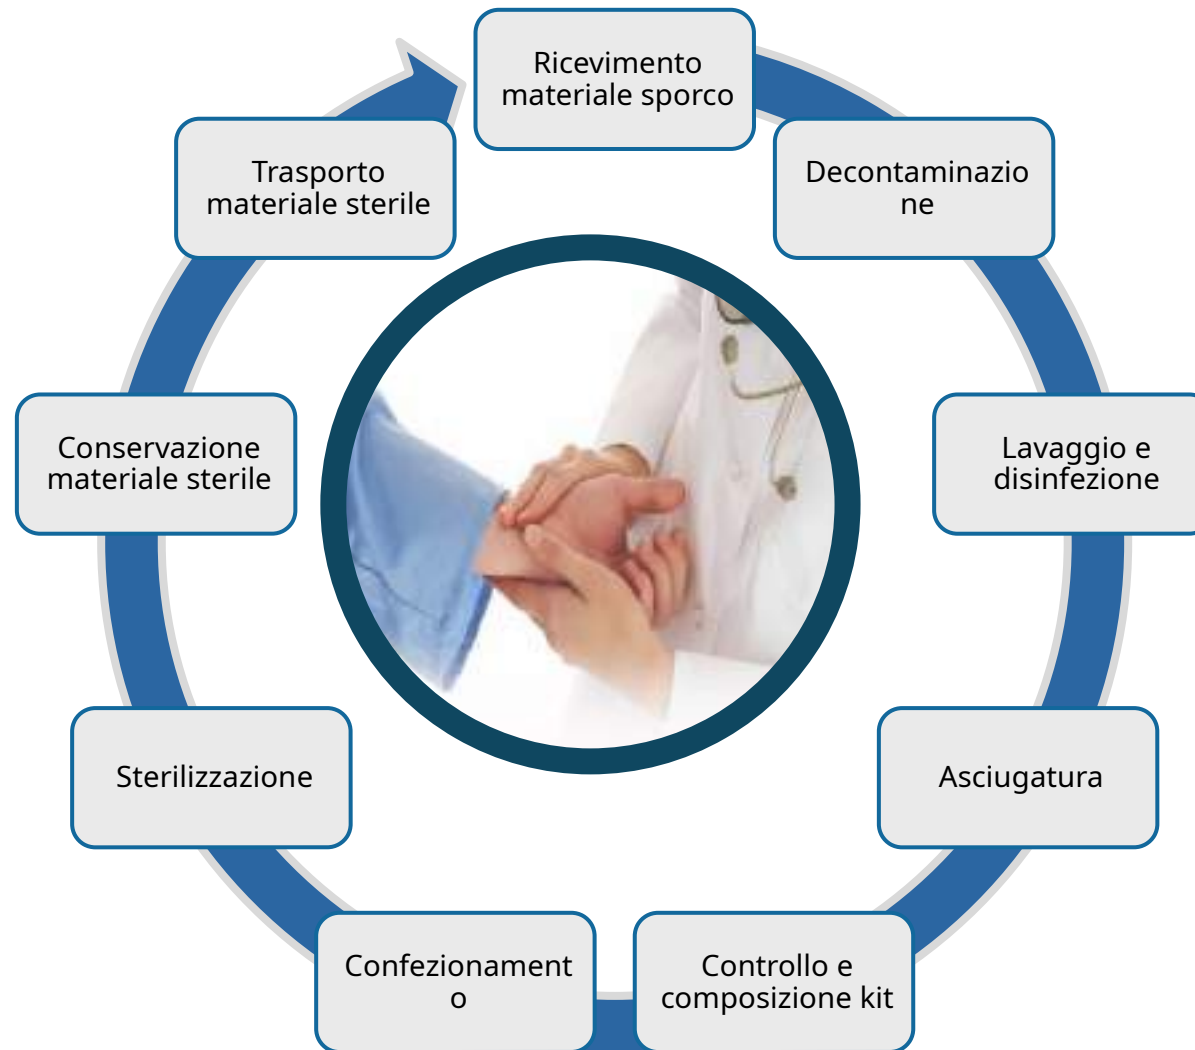 Ricevimento
materiale sporco
Decontaminazio
ne
Lavaggio e
disinfezione
Asciugatura
Controllo e
composizione kit
Confezionament
o
Sterilizzazione
Conservazione
materiale sterile
Trasporto
materiale sterile